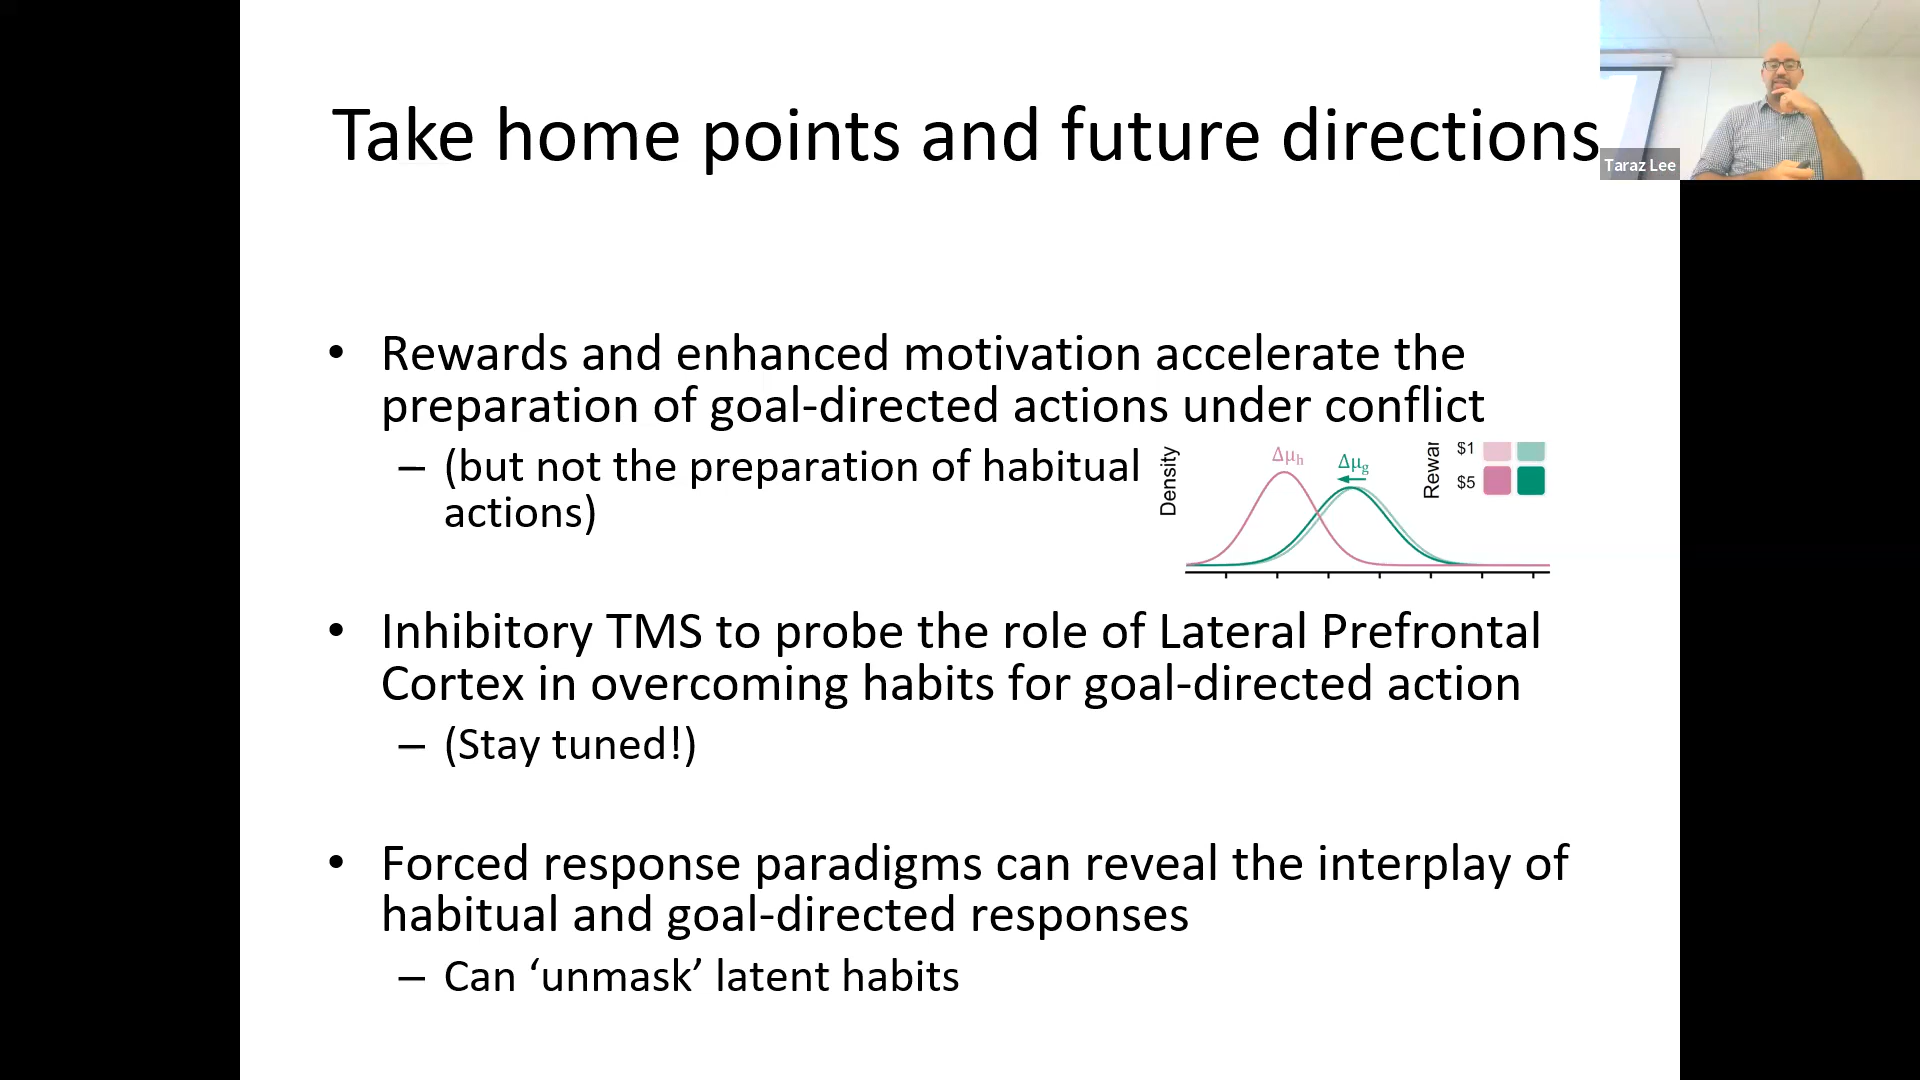 Take home points and future directions
Taraz Lee
• Rewards and enhanced motivation accelerate the
preparation of goal-directed actions under conflict
– (but not the preparation of habitual
actions)
Density
Δμh
Δμg
Rewar
$1
$5
• Inhibitory TMS to probe the role of Lateral Prefrontal
Cortex in overcoming habits for goal-directed action
– (Stay tuned!)
• Forced response paradigms can reveal the interplay of
habitual and goal-directed responses
– Can ‘unmask’ latent habits